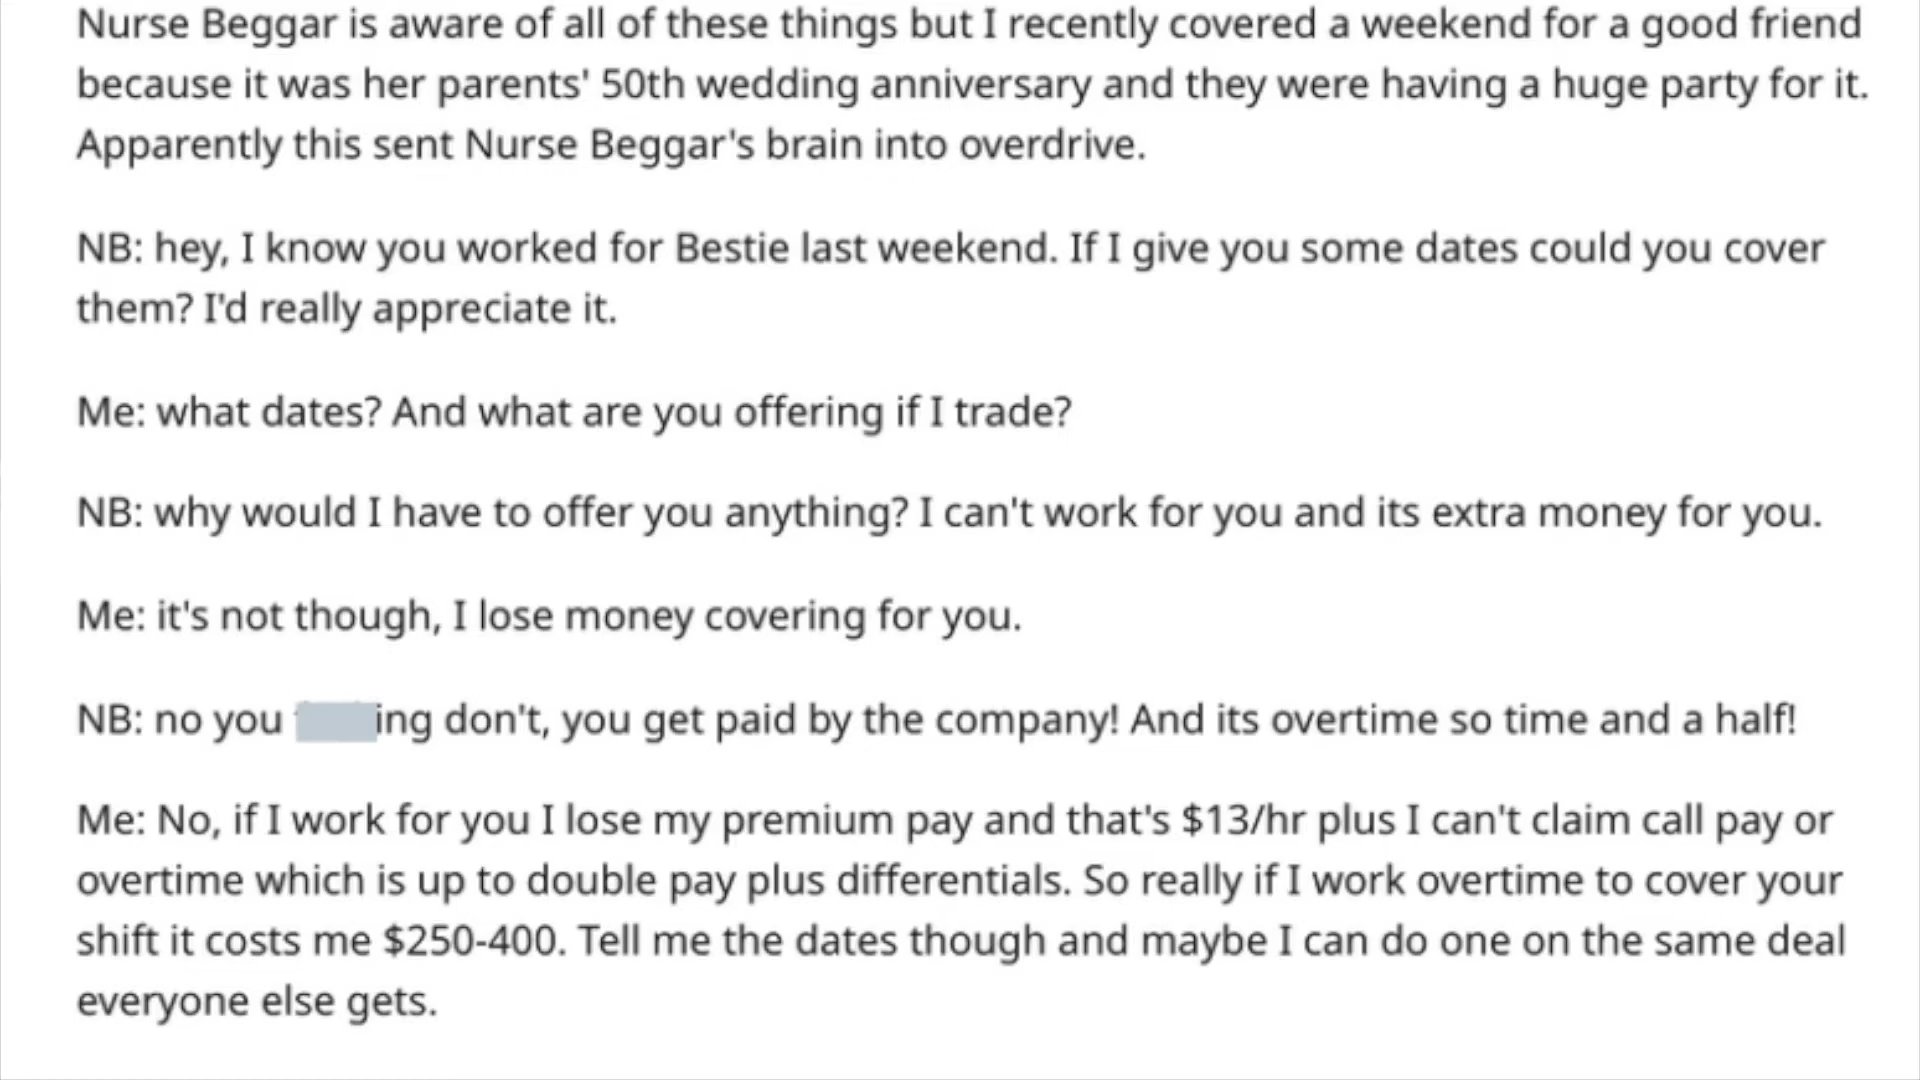 Nurse Beggar is aware of all of these things but I recently covered a weekend for a good friend
because it was her parents' 50th wedding anniversary and they were having a huge party for it.
Apparently this sent Nurse Beggar's brain into overdrive.
NB: hey, I know you worked for Bestie last weekend. If I give you some dates could you cover
them? I'd really appreciate it.
Me: what dates? And what are you offering if I trade?
NB: why would I have to offer you anything? I can't work for you and its extra money for you.
Me: it's not though, I lose money covering for you.
NB: no you ing don't, you get paid by the company! And its overtime so time and a half!
Me: No, if I work for you I lose my premium pay and that's $13/hr plus I can't claim call pay or
overtime which is up to double pay plus differentials. So really if I work overtime to cover your
shift it costs me $250-400. Tell me the dates though and maybe I can do one on the same deal
everyone else gets.